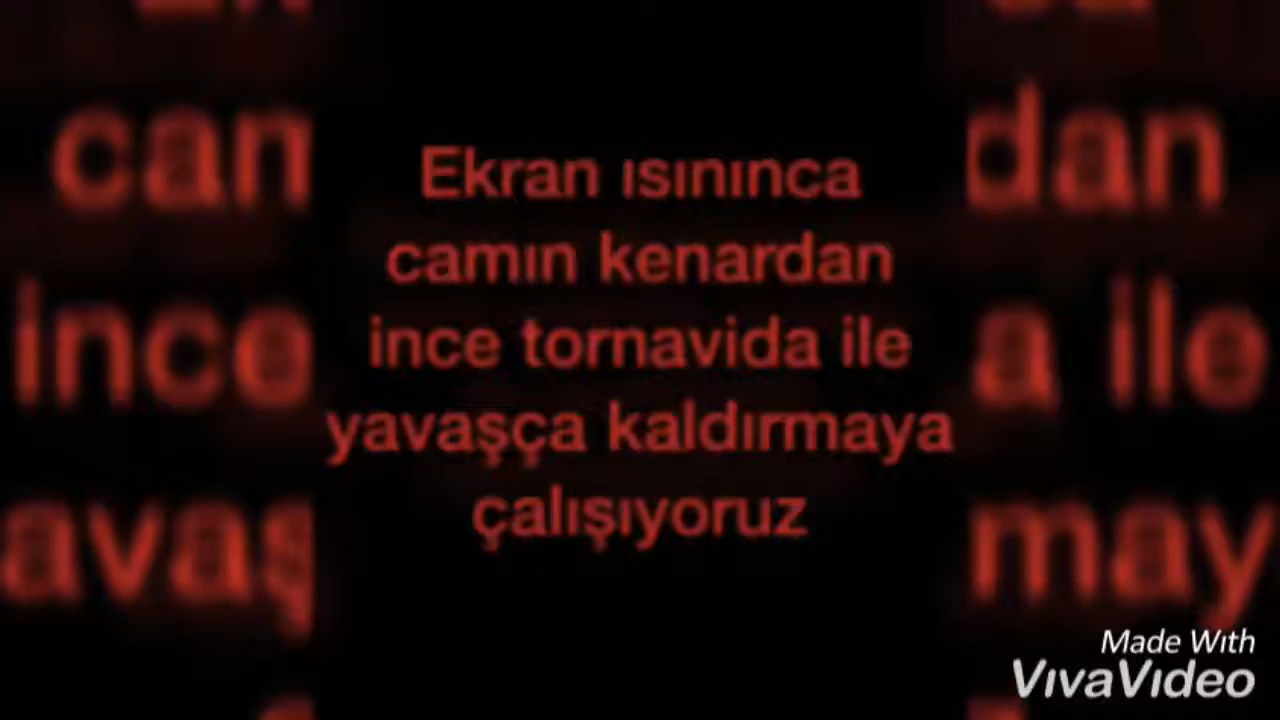 Ekran ısınınca
camın kenardan
ince tornavida ile
yavaşça kaldırmaya
çalışıyoruz
Made With
VivaVideo